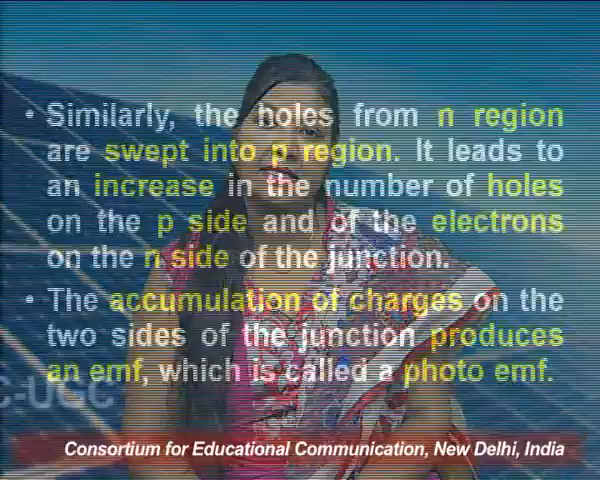 • Similarly, the holes from n region
are swept into p region. It leads to
an increase in the number of holes
on the p side and of the electrons
on the n side of the junction.
• The accumulation of charges on the
two sides of the junction produces
an emf, which is called a photo emf.
C-UGC
Consortium for Educational Communication, New Delhi, India